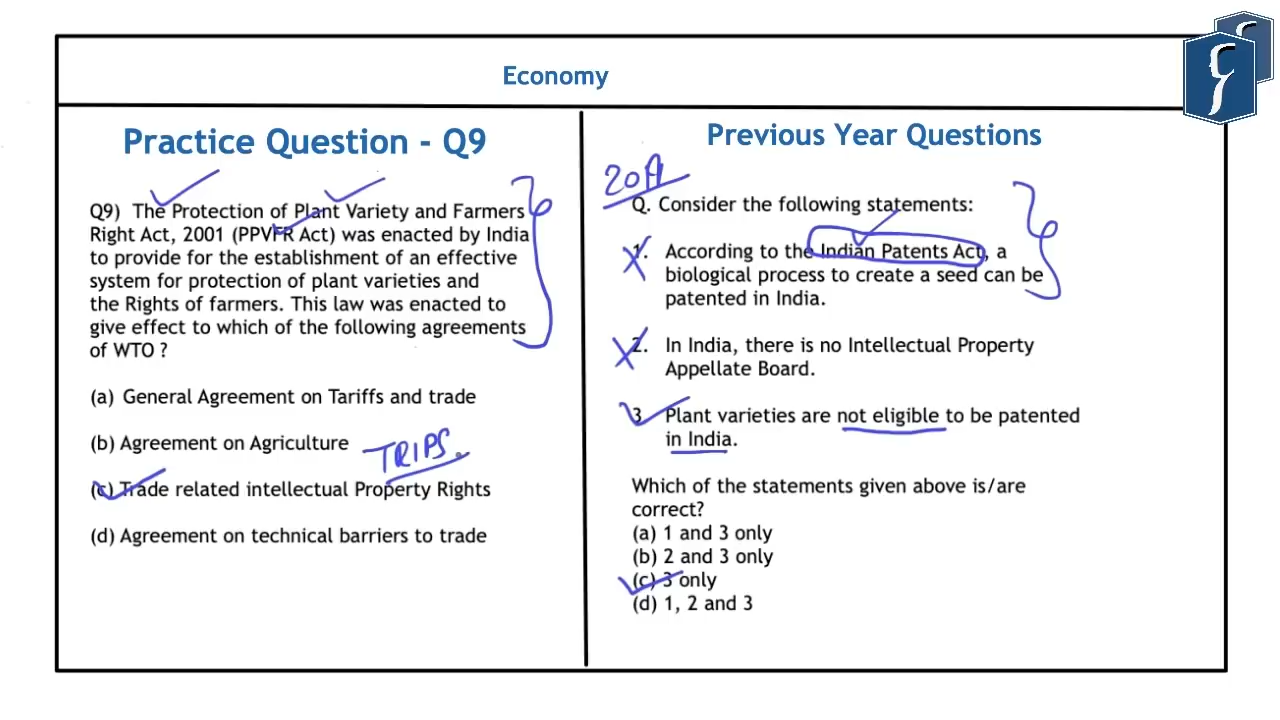 Economy
Practice Question - Q9
Q9) The Protection of Plant Variety and Farmers
Right Act, 2001 (PPVFR Act) was enacted by India
to provide for the establishment of an effective
system for protection of plant varieties and
the Rights of farmers. This law was enacted to
give effect to which of the following agreements
of WTO ?
(a) General Agreement on Tariffs and trade
(b) Agreement on Agriculture
TRIPS
(c) Trade related intellectual Property Rights
(d) Agreement on technical barriers to trade
Previous Year Questions
Q. Consider the following statements:
1. According to the Indian Patents Act, a
biological process to create a seed can be
patented in India.
2. In India, there is no Intellectual Property
Appellate Board.
3. Plant varieties are not eligible to be patented
in India.
Which of the statements given above is/are
correct?
(a) 1 and 3 only
(b) 2 and 3 only
(c) 3 only
(d) 1, 2 and 3